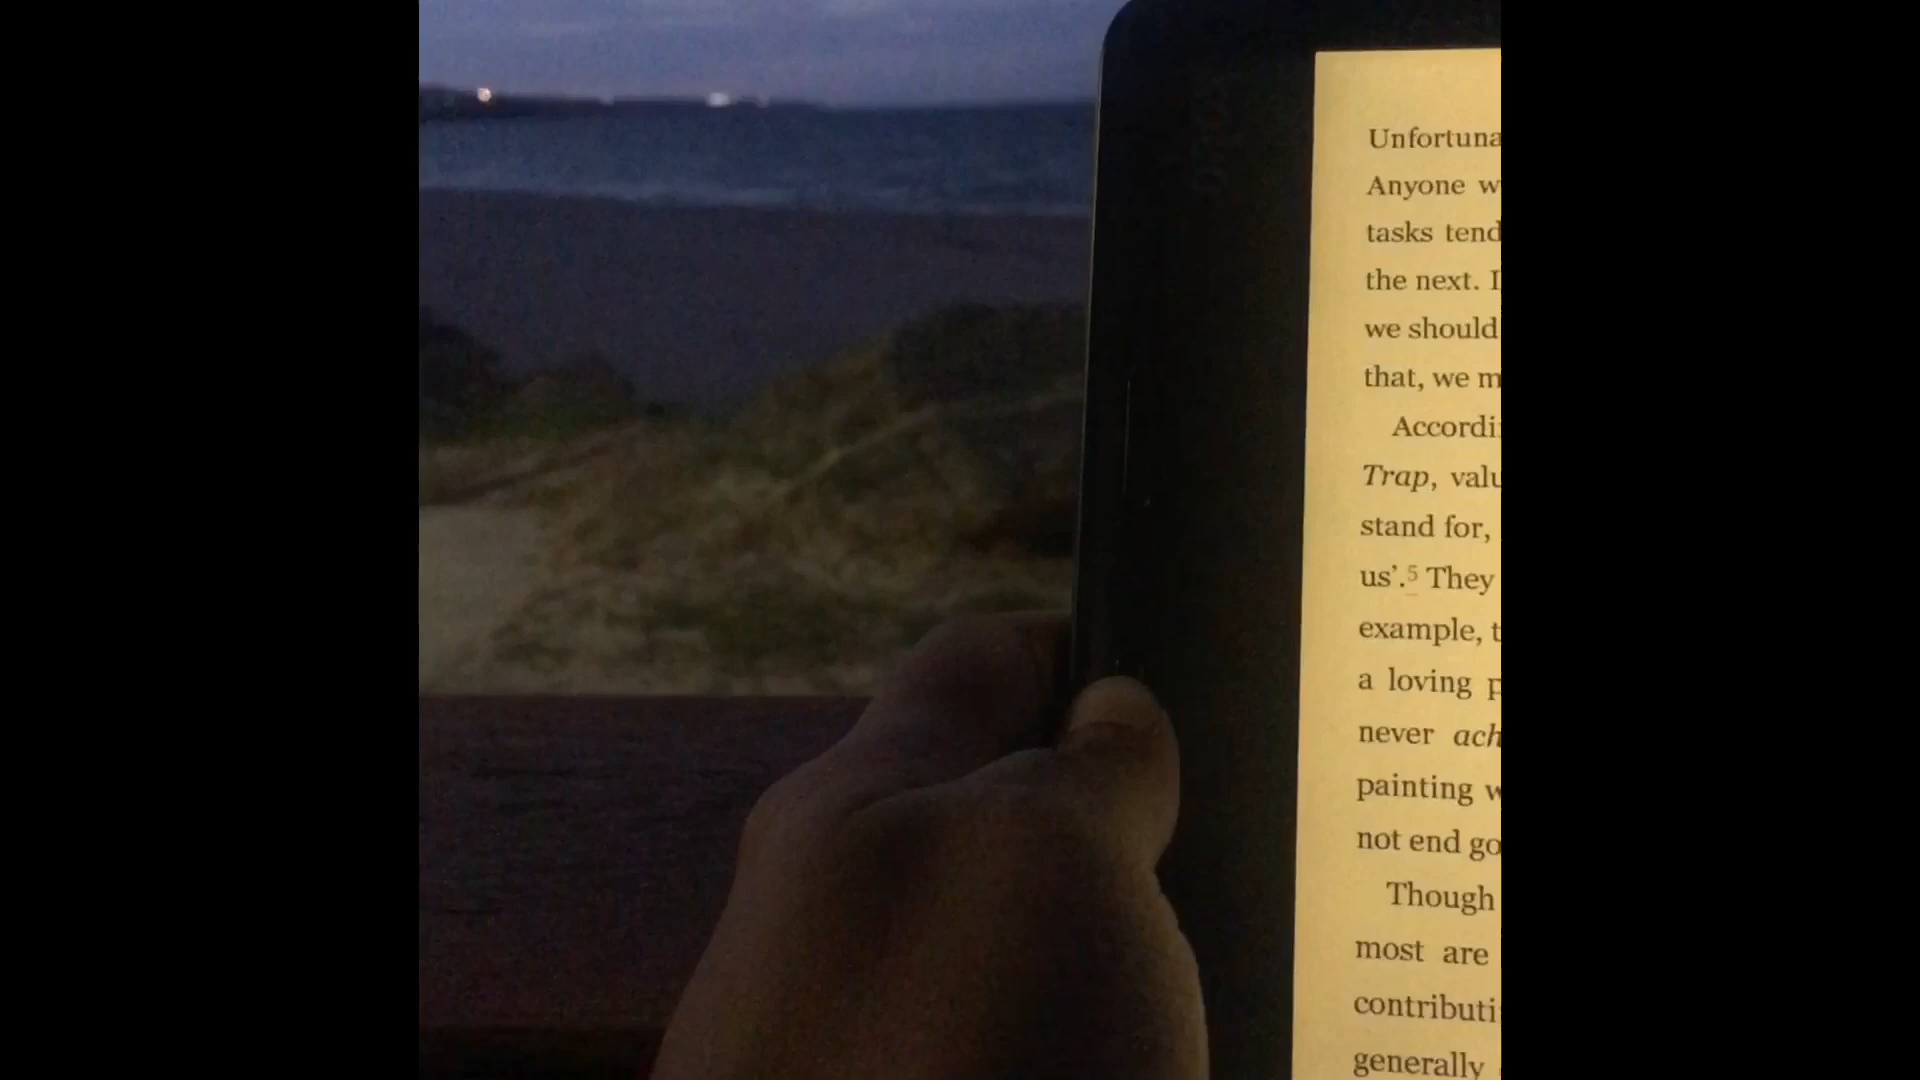 Unfortuna
Anyone w
tasks tend
the next. I
we should
that, we m
Accordi
Trap, valu
stand for,
us’.5 They
example, t
a loving p
never ach
painting w
not end go
Though
most are
contributi
generally